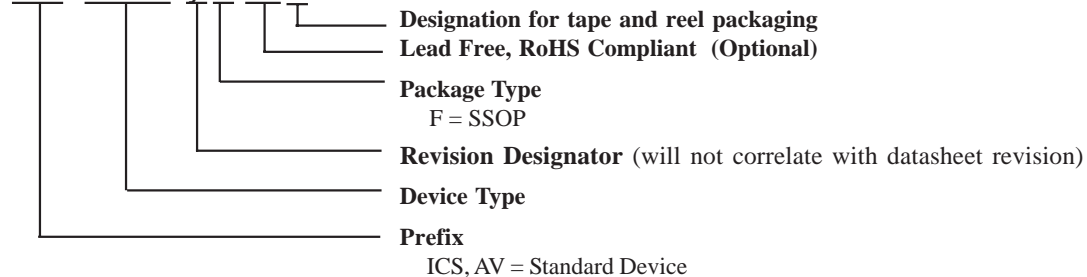 Designation for tape and reel packaging
Lead Free, RoHS Compliant (Optional)
Package Type
F = SSOP
Revision Designator (will not correlate with datasheet revision)
Device Type
Prefix
ICS, AV = Standard Device